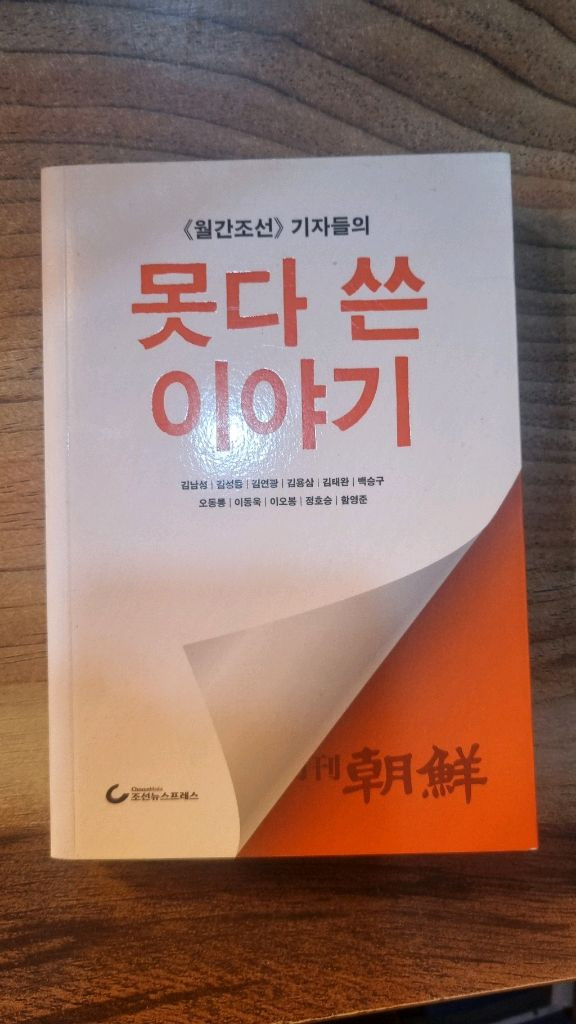 《월간조선》 기자들의
못다 쓴
이야기
김남성 | 김성동 | 김연광 | 김용삼 | 김태완 | 백승구
오동룡 | 이동욱 | 이오봉 | 정호승 | 함영준
刊 朝鮮
ChosunMedia
조선뉴스프레스